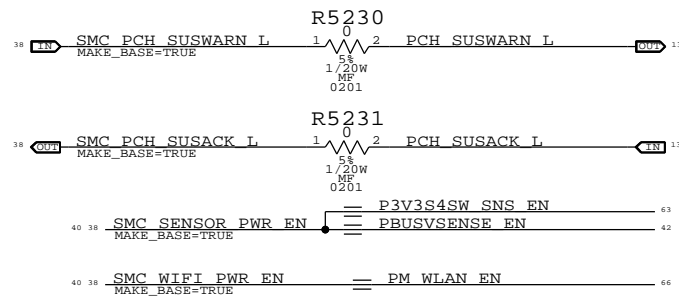 R5230
0
38 IN SMC_PCH_SUSWARN_L 1 2 PCH_SUSWARN_L OUT 13
MAKE_BASE=TRUE
5%
1/20W
MF
0201
R5231
0
38 OUT SMC_PCH_SUSACK_L 1 2 PCH_SUSACK_L IN 13
MAKE_BASE=TRUE
5%
1/20W
MF
0201
P3V3S4SW_SNS_EN 63
40 38 SMC_SENSOR_PWR_EN PBUSVSENSE_EN 42
MAKE_BASE=TRUE
40 38 SMC_WIFI_PWR_EN PM_WLAN_EN 66
MAKE_BASE=TRUE